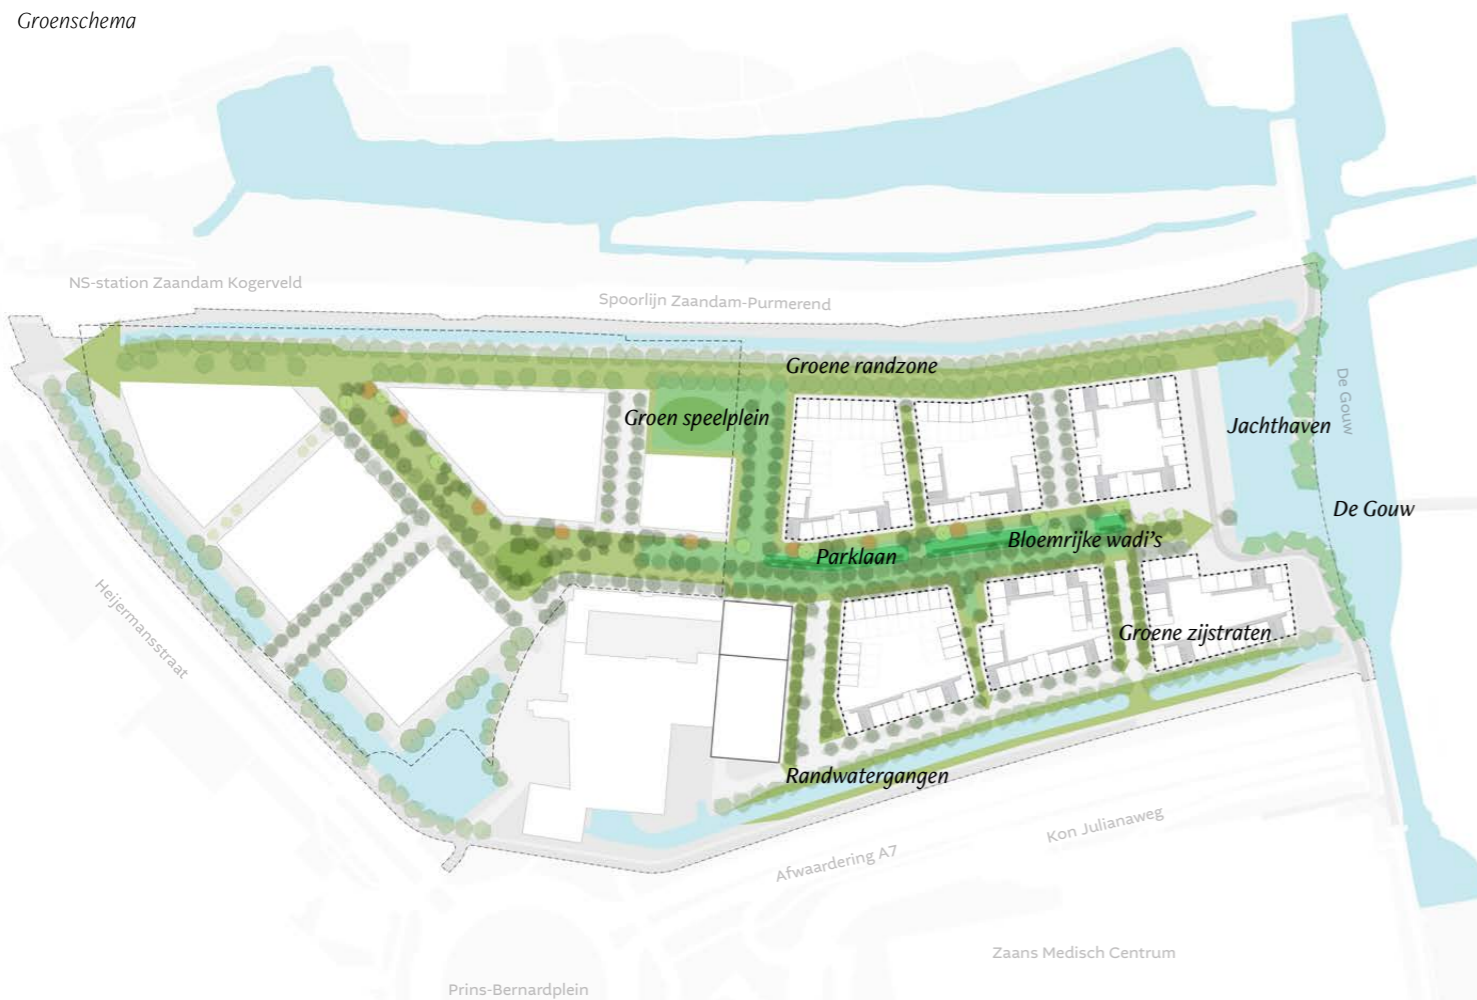 Groenschema
NS-station Zaandam Kogerveld
Spoorlijn Zaandam-Purmerend
Groene randzone
Groen speelplein
Jachthaven
De Gouw
De Gouw
Parklaan
Bloemrijke wadi's
Groene zijstraten
Heijermansstraat
Randwatergangen
Kon Julianaweg
Afwaardering A7
Zaans Medisch Centrum
Prins-Bernardplein